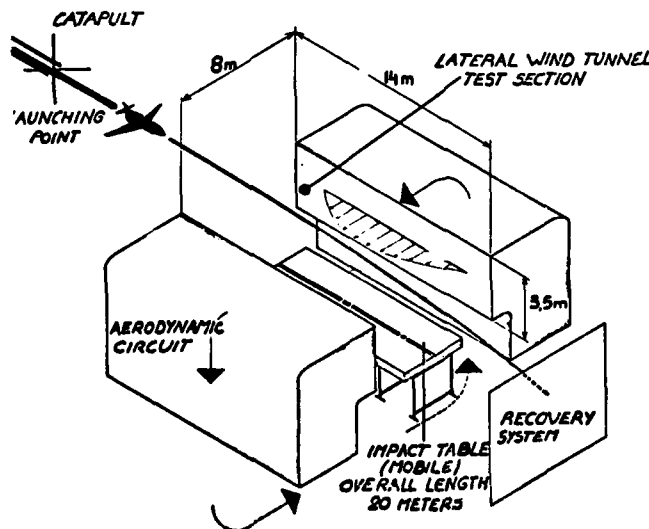 CATAPULT
8m
14m
LATERAL WIND TUNNEL
TEST SECTION
'AUNCHING
POINT
3,5m
AERODYNAMIC
CIRCUIT
RECOVERY
SYSTEM
IMPACT TABLE
(MOBILE)
OVERALL LENGTH
20 METERS